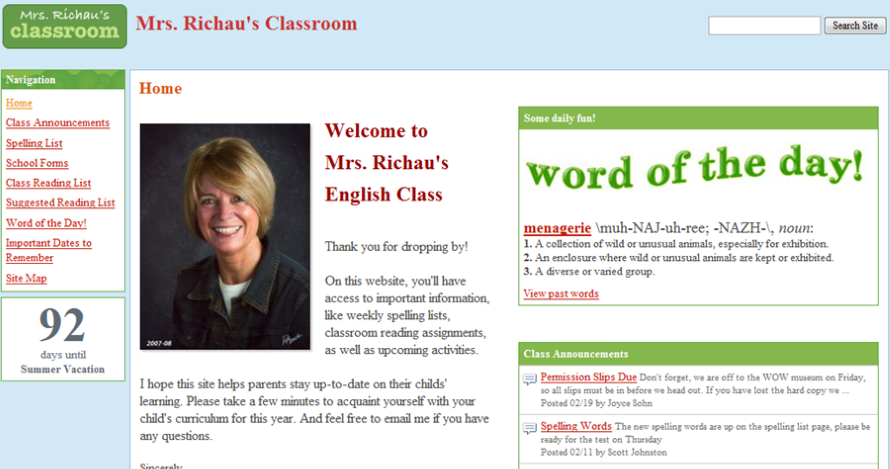 Mrs. Richau's
classroom
Mrs. Richau's Classroom
Search Site
Navigation
Home
Class Announcements
Spelling List
School Forms
Class Reading List
Suggested Reading List
Word of the Day!
Important Dates to
Remember
Site Map
92
days until
Summer Vacation
Home
2007-08
Welcome to
Mrs. Richau's
English Class
Thank you for dropping by!
On this website, you'll have
access to important information,
like weekly spelling lists,
classroom reading assignments,
as well as upcoming activities.
I hope this site helps parents stay up-to-date on their childs'
learning. Please take a few minutes to acquaint yourself with your
child's curriculum for this year. And feel free to email me if you have
any questions.
Sincerely
Some daily fun!
word of the day!
menagerie \muh-NAJ-uh-ree; -NAZH-\, noun:
1. A collection of wild or unusual animals, especially for exhibition.
2. An enclosure where wild or unusual animals are kept or exhibited.
3. A diverse or varied group.
View past words
Class Announcements
Permission Slips Due Don't forget, we are off to the WOW museum on Friday,
so all slips must be in before we head out. If you have lost the hard copy we ...
Posted 02/19 by Joyce Sohn
Spelling Words The new spelling words are up on the spelling list page, please be
ready for the test on Thursday
Posted 02/11 by Scott Johnston